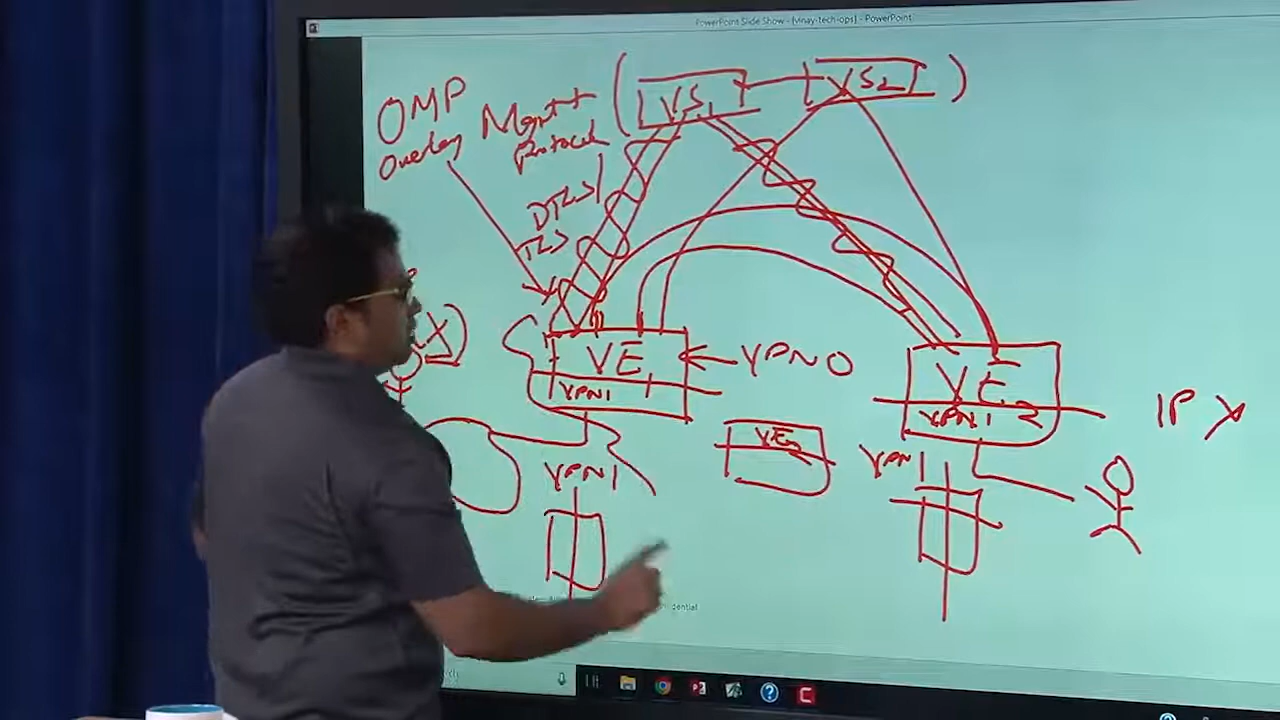 PowerPoint Slide Show - [vinay-tech-ops] - PowerPoint
OMP
Overlay Mgmt
Protocol
VS1
VS2
DTLS/
TLS
X
VE1
VPN1
VPN0
VE2
VPN1
IP X
VPN1
VPN1